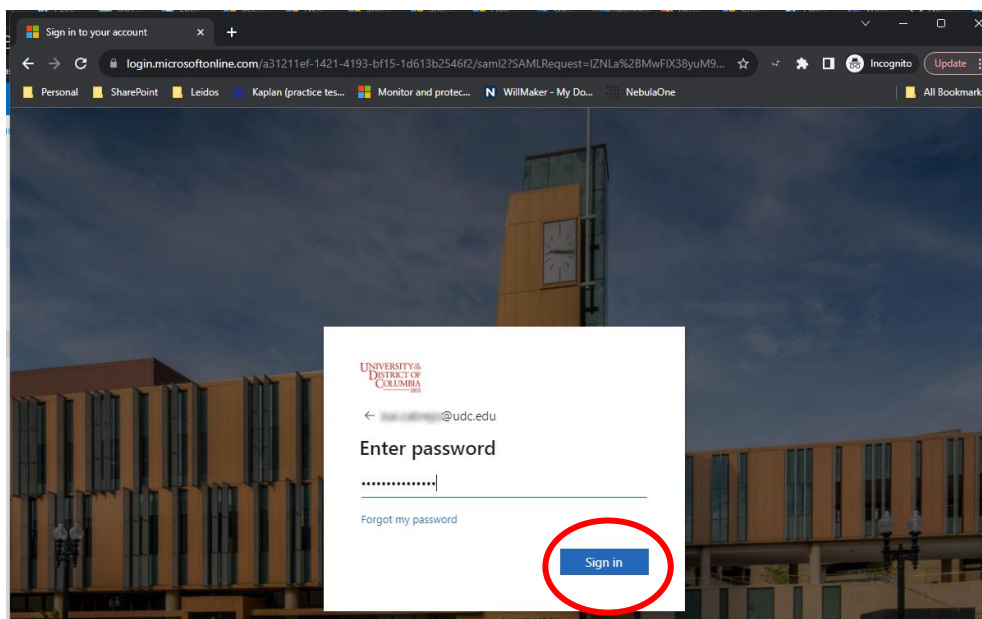 Sign in to your account
login.microsoftonline.com/a31211ef-1421-4193-bf15-1d613b2546f2/saml2?SAMLRequest=lZNLa%2BMwFIX38yuM9...
Incognito
Update
Personal SharePoint Leidos Kaplan (practice tes... Monitor and protec... WillMaker - My Do... NebulaOne All Bookmark
UNIVERSITY OF THE
DISTRICT OF
COLUMBIA
1851
@udc.edu
Enter password
Forgot my password
Sign in